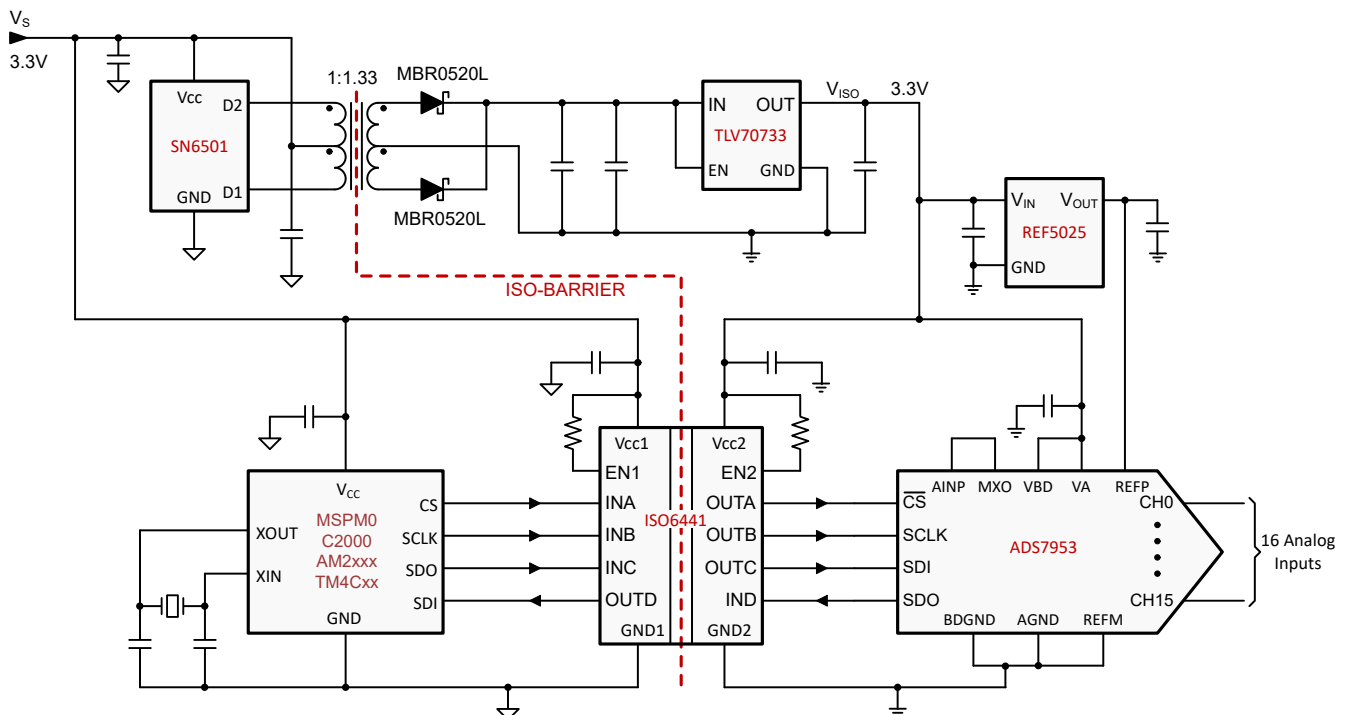 VS
3.3V
1:1.33
MBR0520L
Vcc
D2
SN6501
D1
GND
MBR0520L
IN
OUT
TLV70733
EN
GND
VISO
3.3V
VIN
VOUT
REF5025
GND
ISO-BARRIER
VCC
MSPM0
C2000
AM2xxx
TM4Cxx
XOUT
XIN
CS
SCLK
SDO
SDI
GND
Vcc1
EN1
INA
INB
INC
OUTD
GND1
ISO6441
Vcc2
EN2
OUTA
OUTB
OUTC
IND
GND2
AINP
MXO
VBD
VA
REFP
CS
SCLK
SDI
SDO
ADS7953
CH0
CH15
BDGND
AGND
REFM
16 Analog
Inputs